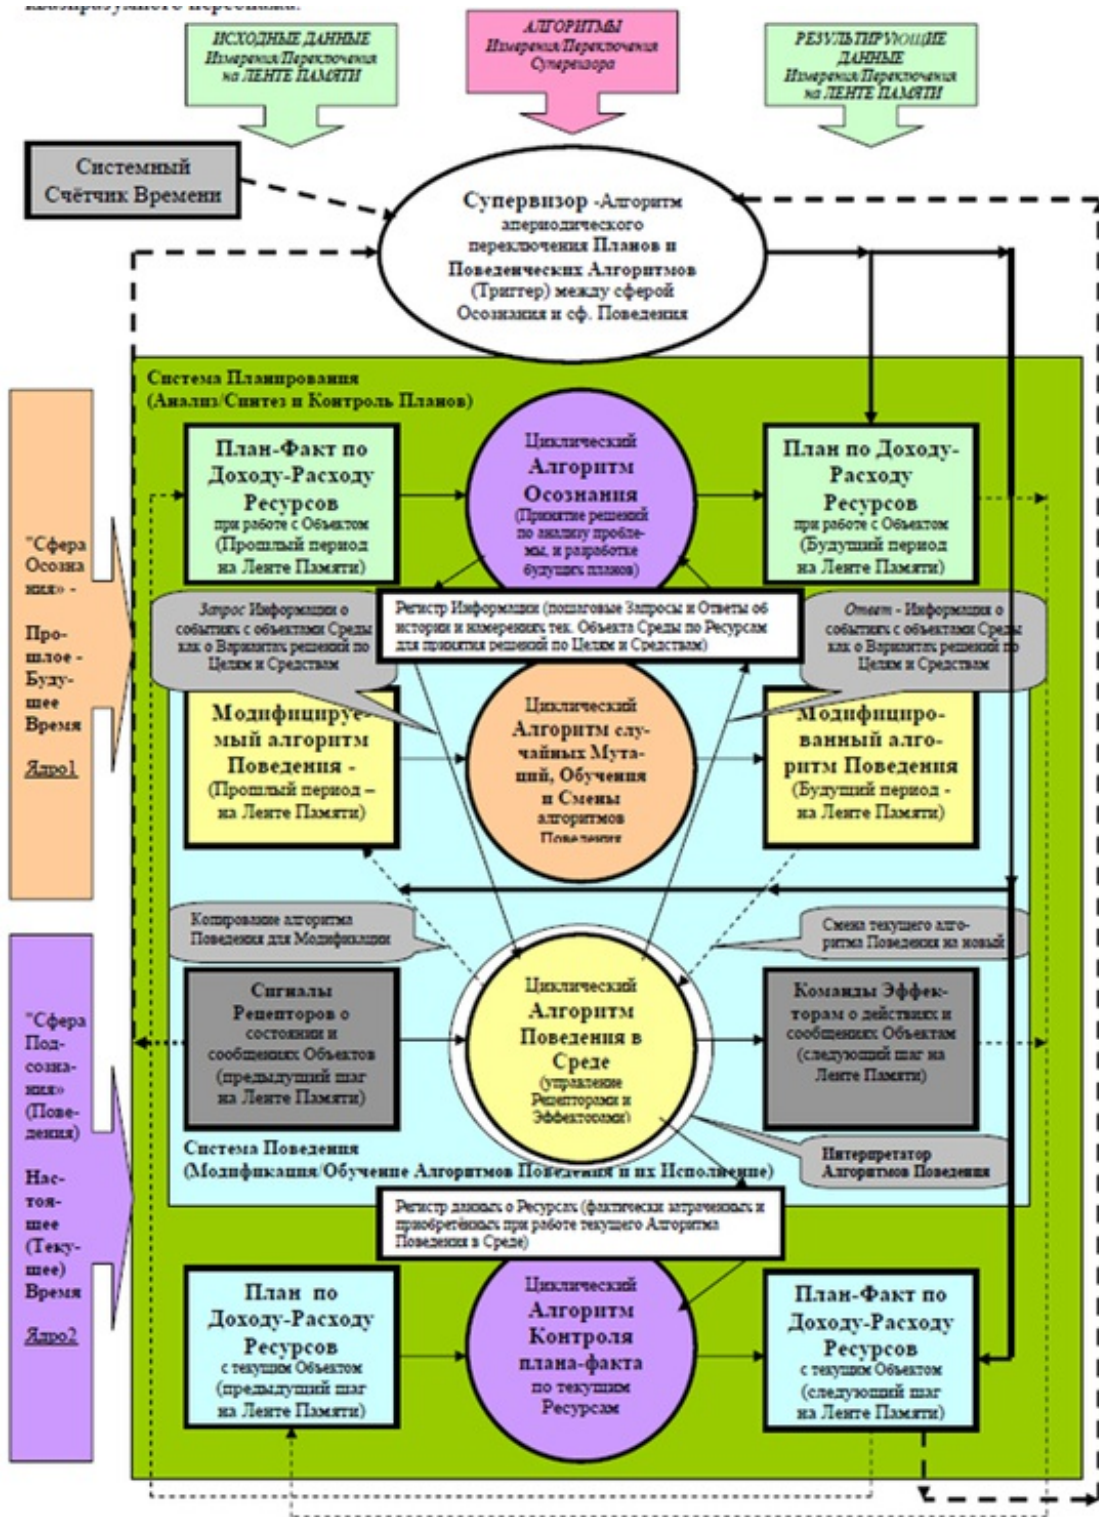 квазиразумного персонажа.
ИСХОДНЫЕ ДАННЫЕ
Измерения/Переключения
на ЛЕНТЕ ПАМЯТИ
АЛГОРИТМЫ
Измерения/Переключения
Супервизора
РЕЗУЛЬТИРУЮЩИЕ
ДАННЫЕ
Измерения/Переключения
на ЛЕНТЕ ПАМЯТИ
Системный
Счётчик Времени
Супервизор -Алгоритм
апериодического
переключения Планов и
Поведенческих Алгоритмов
(Триггер) между сферой
Осознания и сф. Поведения
Система Планирования
(Анализ/Синтез и Контроль Планов)
План-Факт по
Доходу-Расходу
Ресурсов
при работе с Объектом
(Прошлый период
на Ленте Памяти)
Циклический
Алгоритм
Осознания
(Принятие решений
по анализу пробле-
мы, и разработке
будущих планов)
План по Доходу-
Расходу
Ресурсов
при работе с Объектом
(Будущий период
на Ленте Памяти)
"Сфера
Осозна
ния» -
Про-
шлое -
Буду-
щее
Время
Ядро1
Запрос Информации о
событиях с объектами Среды
как о Вариантах решений по
Целям и Средствам
Регистр Информации (пошаговые Запросы и Ответы об
истории и намерениях тек. Объекта Среды по Ресурсам
для принятия решений по Целям и Средствам)
Ответ - Информация о
событиях с объектами Среды
как о Вариантах решений по
Целям и Средствам
Модифицируе-
мый алгоритм
Поведения -
(Прошлый период –
на Ленте Памяти)
Циклический
Алгоритм слу-
чайных Мута-
ций, Обучения
и Смены
алгоритмов
Поведения
Модифициро-
ванный алго-
ритм Поведения
(Будущий период -
на Ленте Памяти)
Копирование алгоритма
Поведения для Модификации
Смена текущего алго-
ритма Поведения на новый
"Сфера
Под-
созна-
ния»
(Пове-
дения)
Нас-
тоя-
щее
(Теку-
щее)
Время
Ядро2
Сигналы
Рецепторов о
состоянии и
сообщениях Объектов
(предыдущий шаг
на Ленте Памяти)
Циклический
Алгоритм
Поведения в
Среде
(управление
Рецепторами и
Эффекторами)
Команды Эффек-
торам о действиях и
сообщениях Объектам
(следующий шаг на
Ленте Памяти)
Система Поведения
(Модификация/Обучение Алгоритмов Поведения и их Исполнение)
Интерпретатор
Алгоритмов Поведения
Регистр данных о Ресурсах (фактически затраченных и
приобретённых при работе текущего Алгоритма
Поведения в Среде)
План по
Доходу-Расходу
Ресурсов
с текущим Объектом
(предыдущий шаг
на Ленте Памяти)
Циклический
Алгоритм
Контроля
плана-факта
по текущим
Ресурсам
План-Факт по
Доходу-Расходу
Ресурсов
с текущим Объектом
(следующий шаг
на Ленте Памяти)